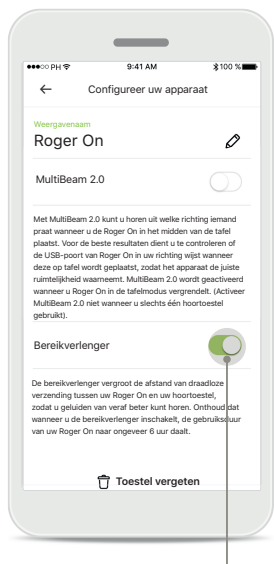 ●●●○○ PH 9:41 AM 100 %
Configureer uw apparaat
Weergavenaam
Roger On
MultiBeam 2.0
Met MultiBeam 2.0 kunt u horen uit welke richting iemand
praat wanneer u de Roger On in het midden van de tafel
plaatst. Voor de beste resultaten dient u te controleren of
de USB-port van Roger On in uw richting wijst wanneer
deze op tafel wordt geplaatst, zodat het apparaat de juiste
ruimtelijkheid waarneemt. MultiBeam 2.0 wordt geactiveerd
wanneer u Roger On in de tafelmodus vergrendelt. (Activeer
MultiBeam 2.0 niet wanneer u slechts één hoortoestel
gebruikt).
Bereikverlenger
De bereikverlenger vergroot de afstand van draadloze
verzending tussen uw Roger On en uw hoortoestel,
zodat u geluiden van veraf beter kunt horen. Onthoud dat
wanneer u de bereikverlenger inschakelt, de gebruiksduur
van uw Roger On naar ongeveer 6 uur daalt.
Toestel vergeten